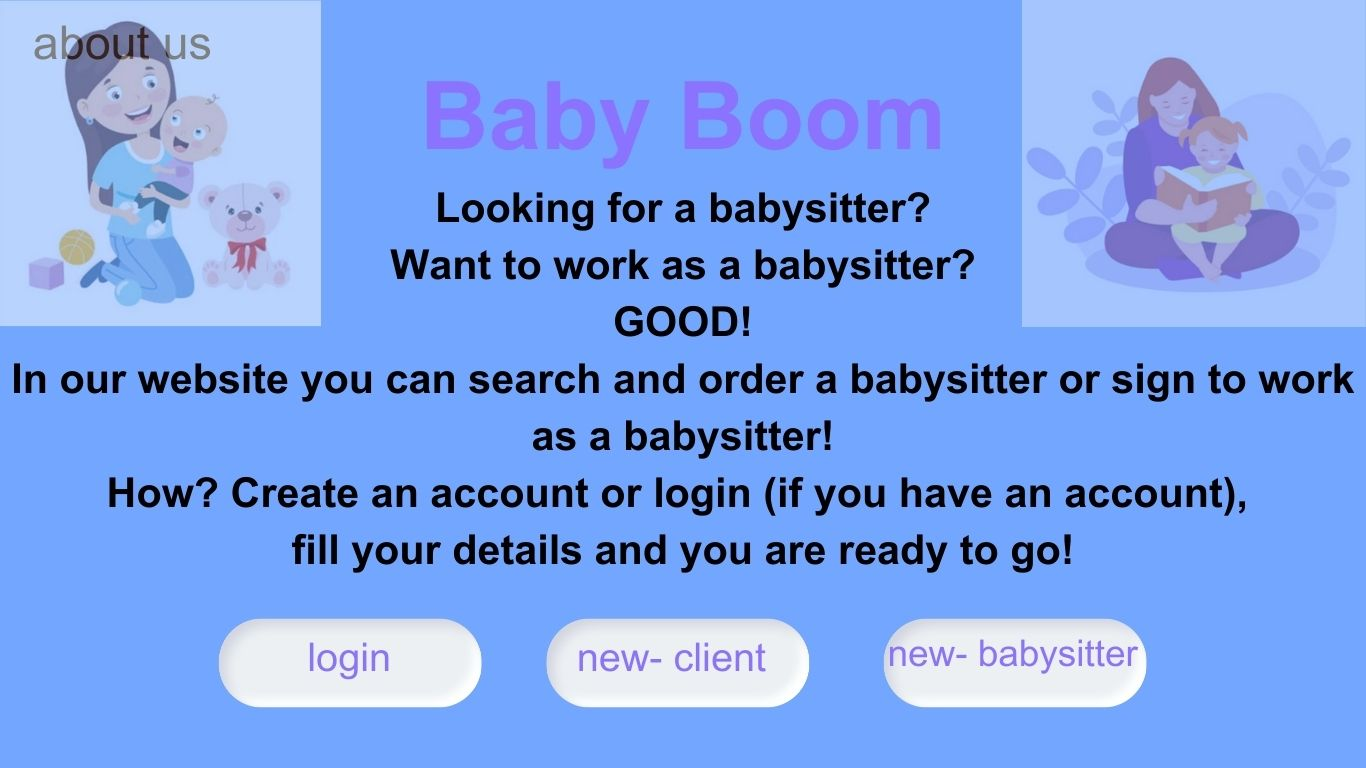 about us
Baby Boom
Looking for a babysitter?
Want to work as a babysitter?
GOOD!
In our website you can search and order a babysitter or sign to work
as a babysitter!
How? Create an account or login (if you have an account),
fill your details and you are ready to go!
login
new- client
new- babysitter